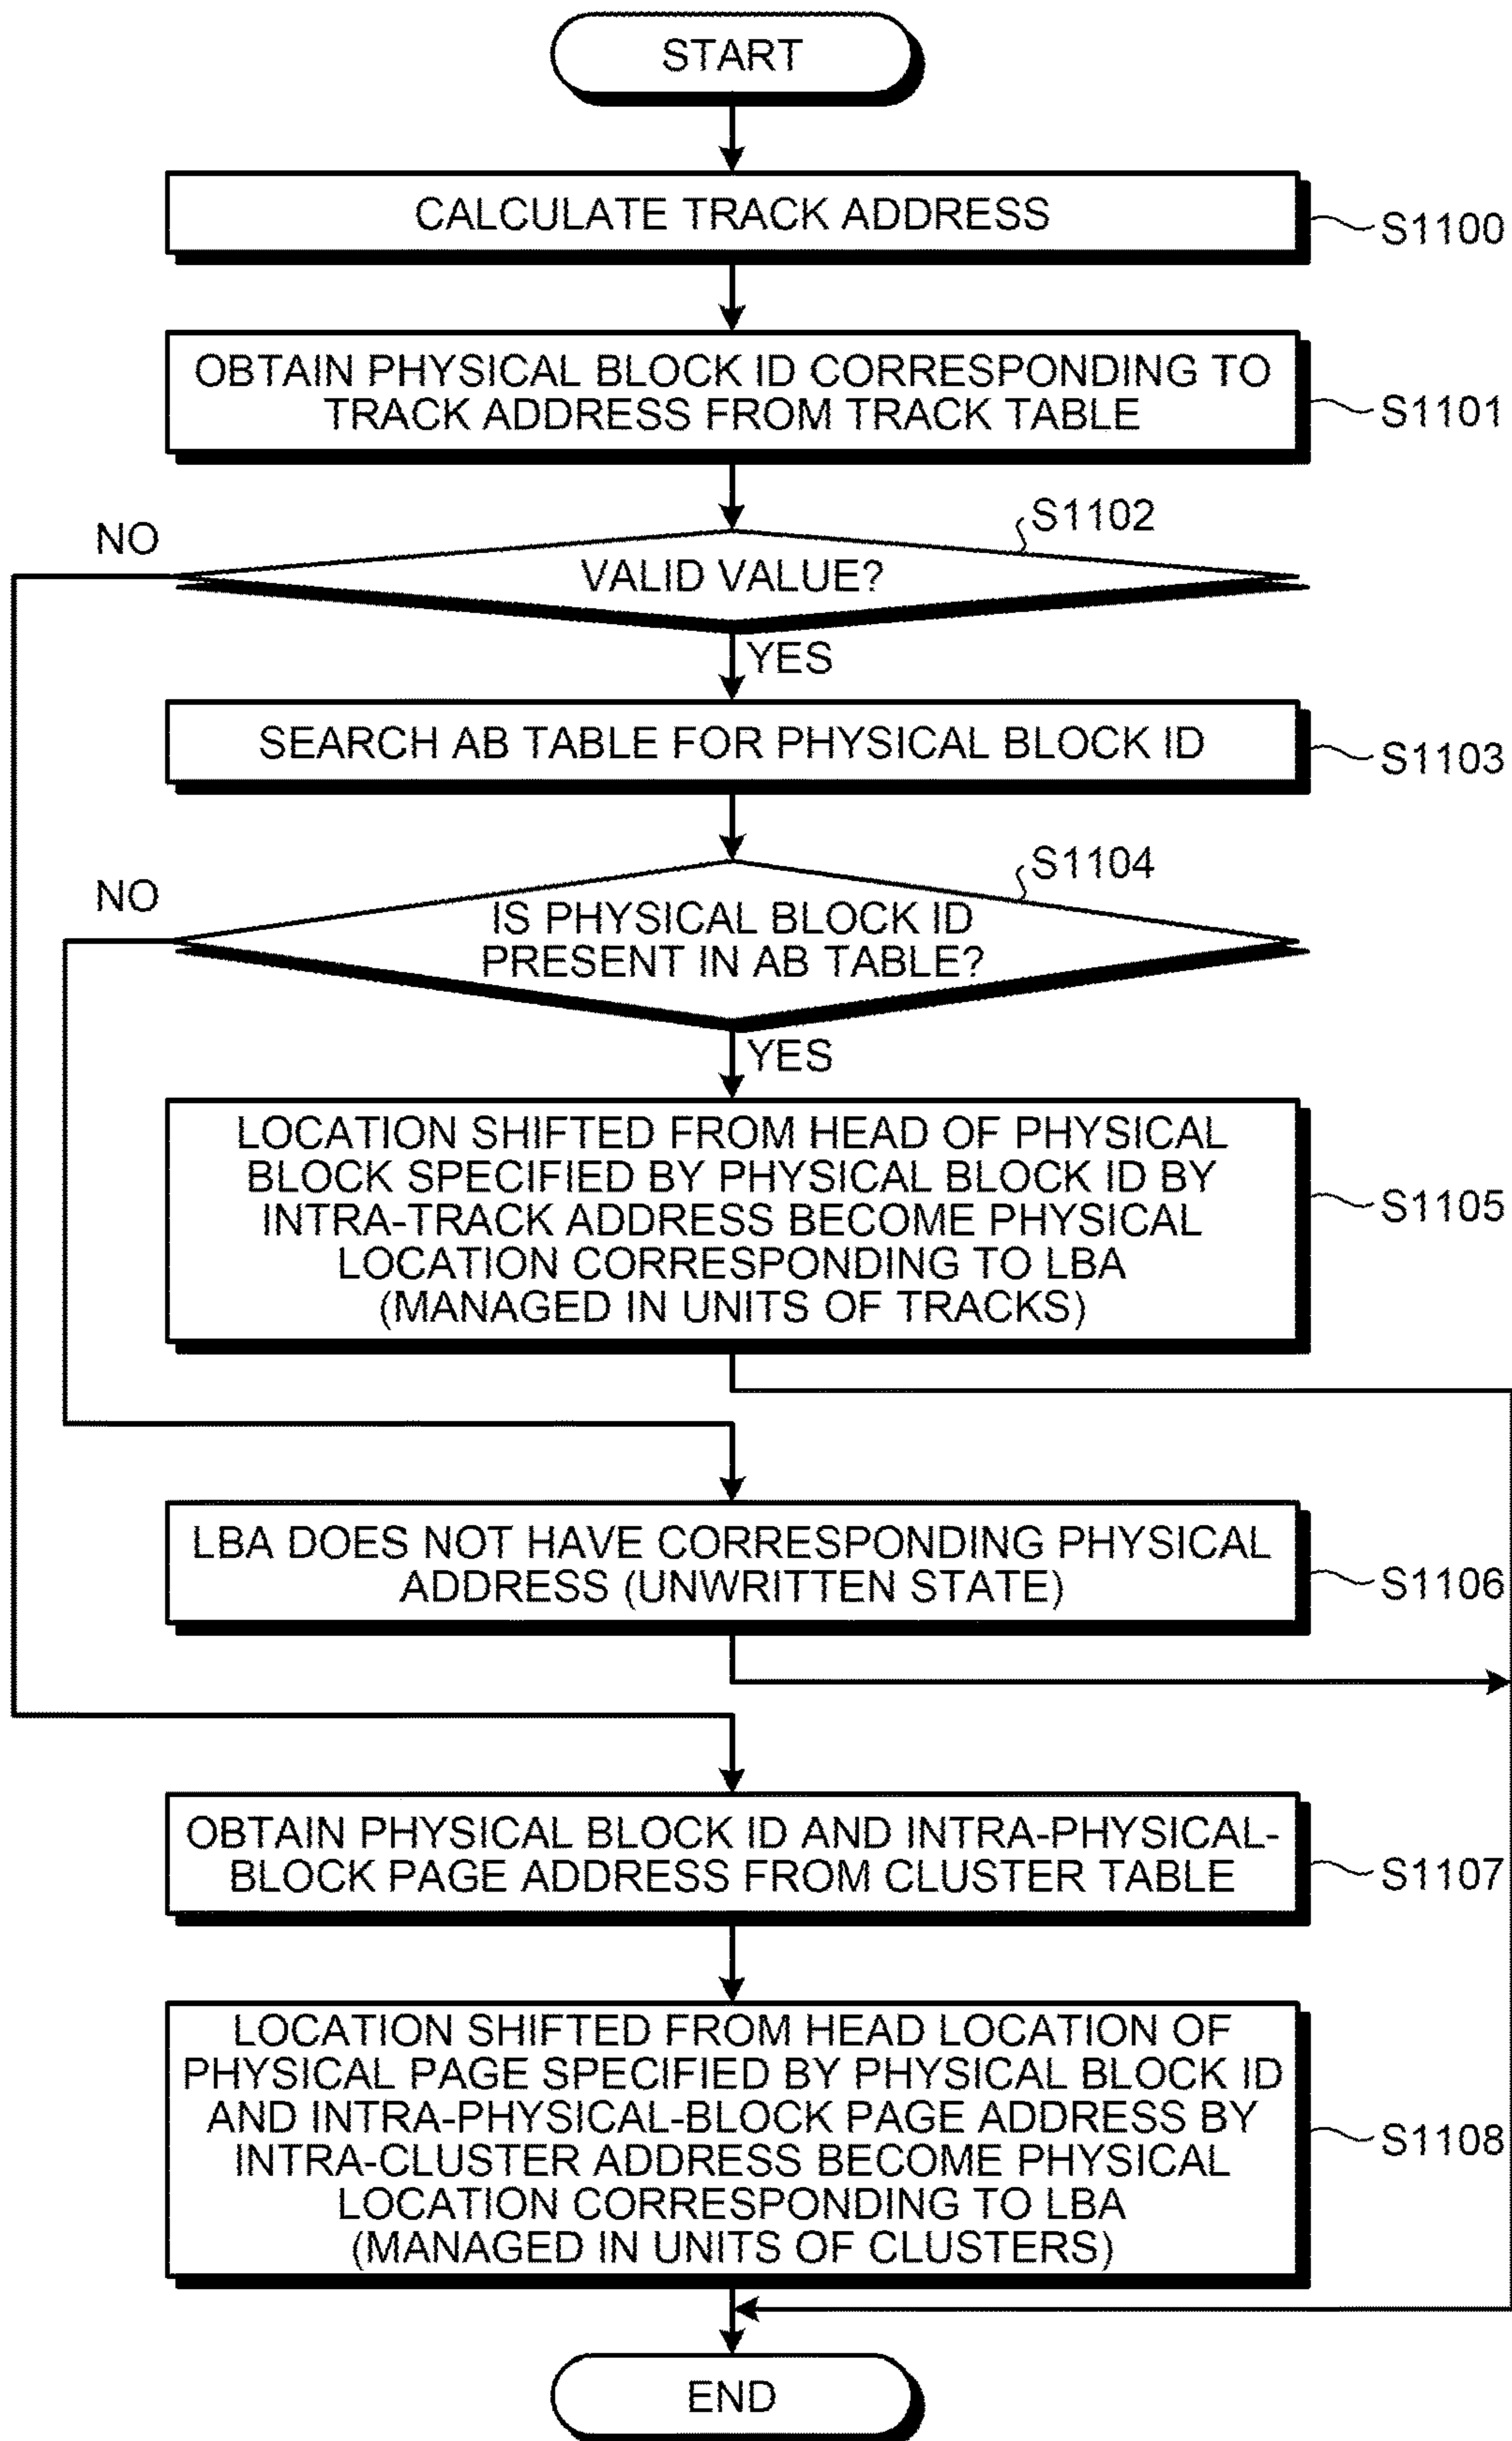 START
CALCULATE TRACK ADDRESS
S1100
OBTAIN PHYSICAL BLOCK ID CORRESPONDING TO
TRACK ADDRESS FROM TRACK TABLE
S1101
S1102
NO
VALID VALUE?
YES
SEARCH AB TABLE FOR PHYSICAL BLOCK ID
S1103
S1104
NO
IS PHYSICAL BLOCK ID
PRESENT IN AB TABLE?
YES
LOCATION SHIFTED FROM HEAD OF PHYSICAL
BLOCK SPECIFIED BY PHYSICAL BLOCK ID BY
INTRA-TRACK ADDRESS BECOME PHYSICAL
LOCATION CORRESPONDING TO LBA
(MANAGED IN UNITS OF TRACKS)
S1105
LBA DOES NOT HAVE CORRESPONDING PHYSICAL
ADDRESS (UNWRITTEN STATE)
S1106
OBTAIN PHYSICAL BLOCK ID AND INTRA-PHYSICAL-
BLOCK PAGE ADDRESS FROM CLUSTER TABLE
S1107
LOCATION SHIFTED FROM HEAD LOCATION OF
PHYSICAL PAGE SPECIFIED BY PHYSICAL BLOCK ID
AND INTRA-PHYSICAL-BLOCK PAGE ADDRESS BY
INTRA-CLUSTER ADDRESS BECOME PHYSICAL
LOCATION CORRESPONDING TO LBA
(MANAGED IN UNITS OF CLUSTERS)
S1108
END